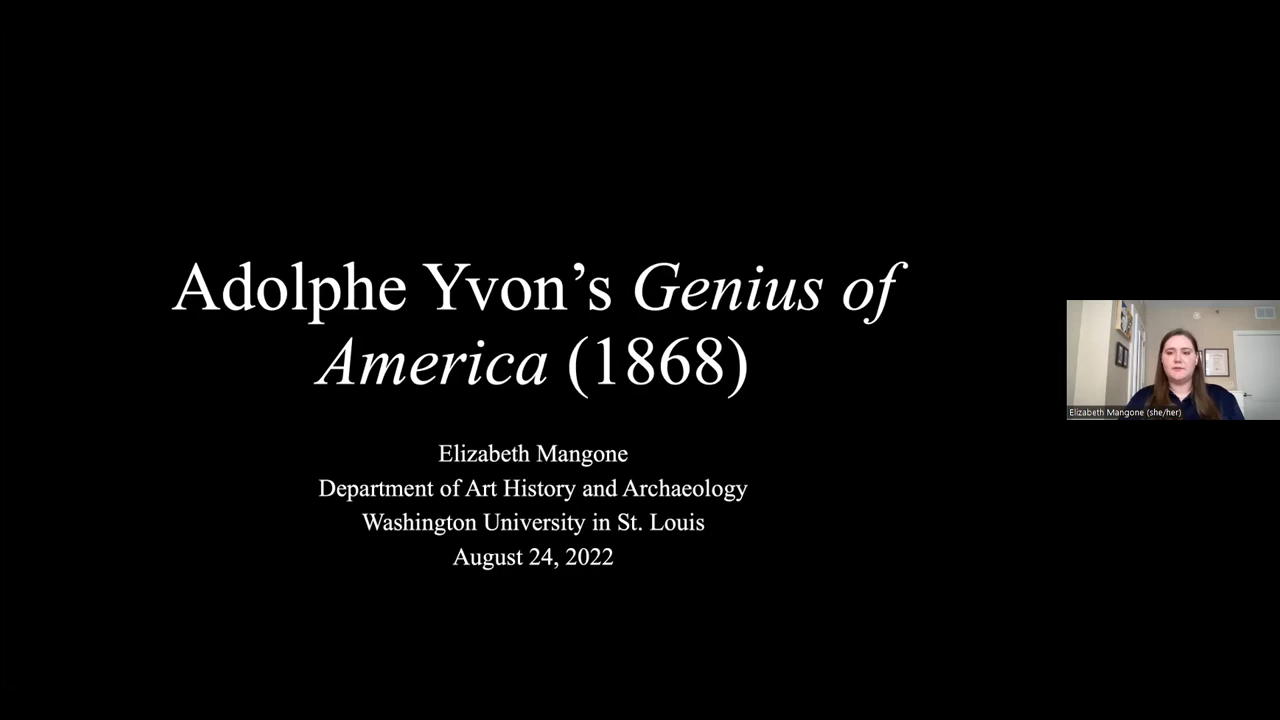 Adolphe Yvon’s Genius of
America (1868)
Elizabeth Mangone
Department of Art History and Archaeology
Washington University in St. Louis
August 24, 2022
Elizabeth Mangone (she/her)